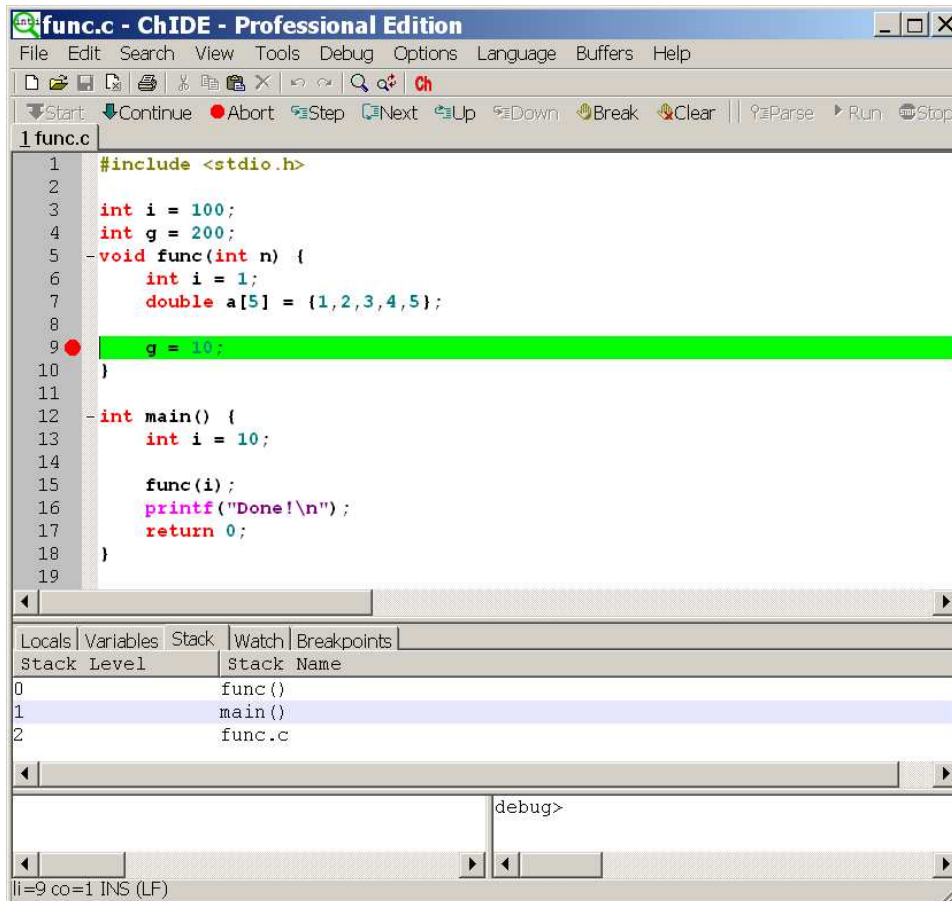 func.c - ChIDE - Professional Edition
File Edit Search View Tools Debug Options Language Buffers Help
Ch
Start Continue Abort Step Next Up Down Break Clear Parse Run Stop
1 func.c
1 #include <stdio.h>
2
3 int i = 100;
4 int g = 200;
5 -void func(int n) {
6 int i = 1;
7 double a[5] = {1,2,3,4,5};
8
9 g = 10;
10 }
11
12 -int main() {
13 int i = 10;
14
15 func(i);
16 printf("Done!\n");
17 return 0;
18 }
19
Locals Variables Stack Watch Breakpoints
Stack Level Stack Name
0 func()
1 main()
2 func.c
debug>
li=9 co=1 INS (LF)